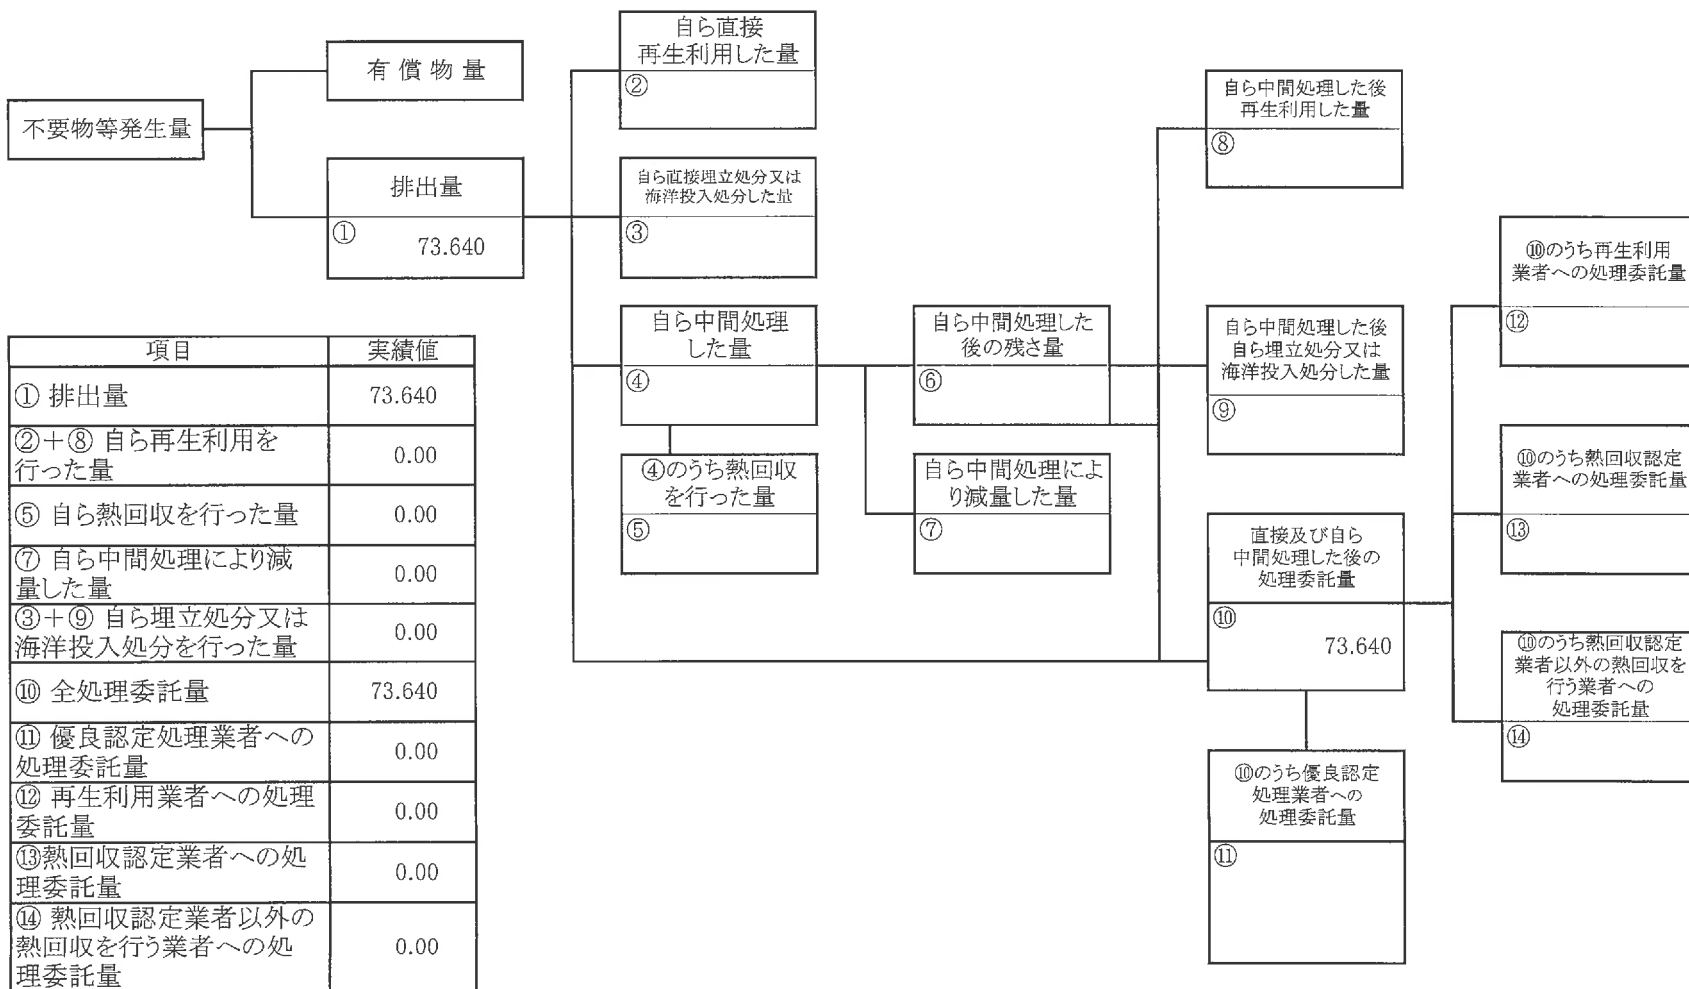 不要物等発生量
有償物量
排出量
①
73.640
自ら直接
再生利用した量
②
自ら直接埋立処分又は
海洋投入処分した量
③
自ら中間処理
した量
④
④のうち熱回収
を行った量
⑤
自ら中間処理した
後の残さ量
⑥
自ら中間処理によ
り減量した量
⑦
自ら中間処理した後
再生利用した量
⑧
自ら中間処理した後
自ら埋立処分又は
海洋投入処分した量
⑨
直接及び自ら
中間処理した後の
処理委託量
⑩
73.640
⑩のうち優良認定
処理業者への
処理委託量
⑪
⑩のうち再生利用
業者への処理委託量
⑫
⑩のうち熱回収認定
業者への処理委託量
⑬
⑩のうち熱回収認定
業者以外の熱回収を
行う業者への
処理委託量
⑭
項目 実績値
① 排出量 73.640
②+⑧ 自ら再生利用を
行った量 0.00
⑤ 自ら熱回収を行った量 0.00
⑦ 自ら中間処理により減
量した量 0.00
③+⑨ 自ら埋立処分又は
海洋投入処分を行った量 0.00
⑩ 全処理委託量 73.640
⑪ 優良認定処理業者への
処理委託量 0.00
⑫ 再生利用業者への処理
委託量 0.00
⑬熱回収認定業者への処
理委託量 0.00
⑭ 熱回収認定業者以外の
熱回収を行う業者への処
理委託量 0.00